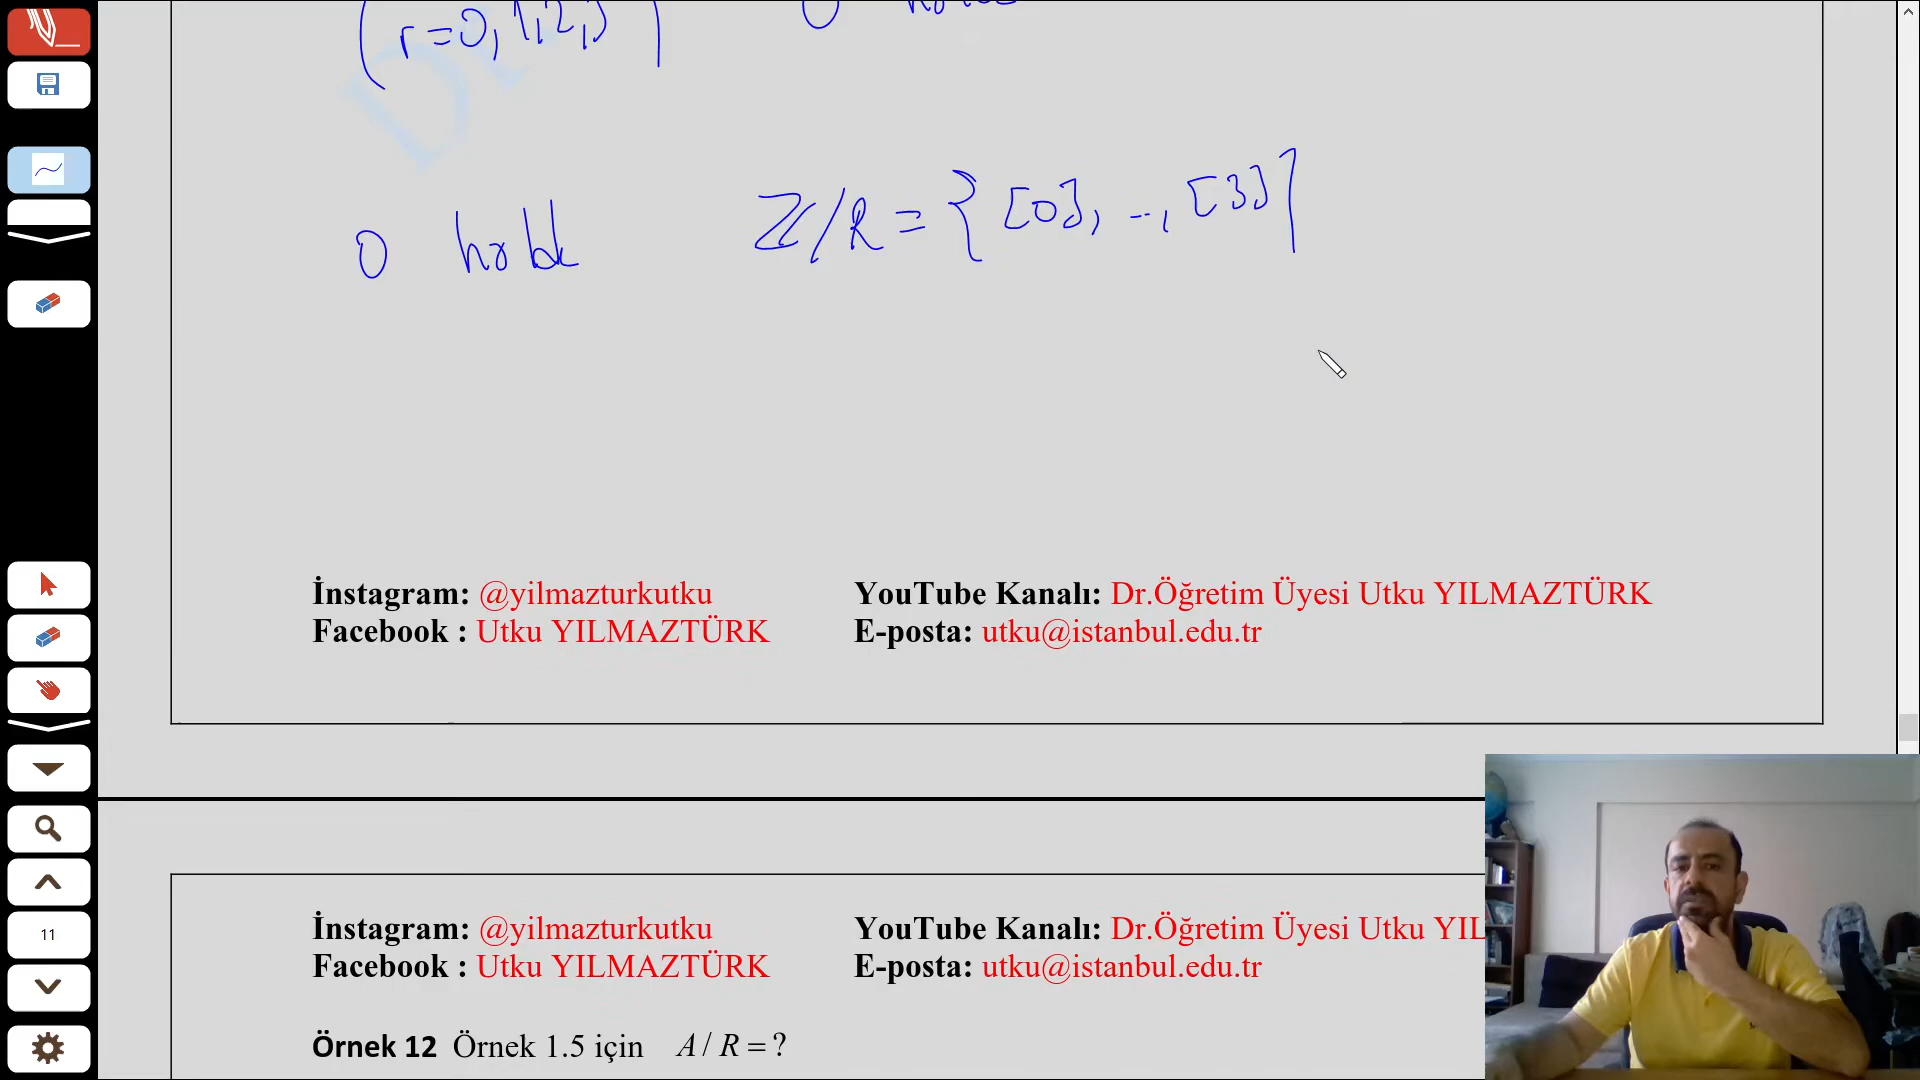 r=0, 1, 2, 3
0 halde Z/R = { [0], --, [3] }
İnstagram: @yilmazturkutku YouTube Kanalı: Dr.Öğretim Üyesi Utku YILMAZTÜRK
Facebook : Utku YILMAZTÜRK E-posta: utku@istanbul.edu.tr
11
İnstagram: @yilmazturkutku YouTube Kanalı: Dr.Öğretim Üyesi Utku YIL
Facebook : Utku YILMAZTÜRK E-posta: utku@istanbul.edu.tr
Örnek 12 Örnek 1.5 için A / R = ?